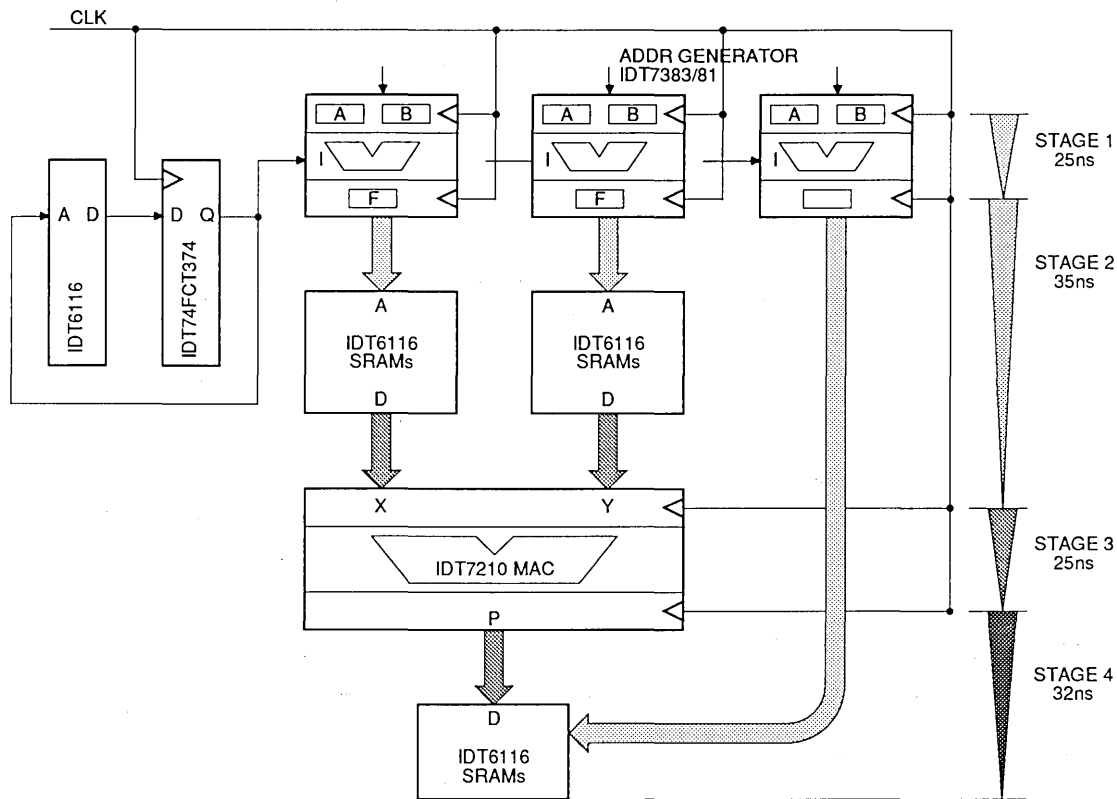 CLK
ADDR GENERATOR
IDT7383/81
A B
A B
A B
I
I
I
F
F
STAGE 1
25ns
A D
D Q
IDT6116
IDT74FCT374
STAGE 2
35ns
A
IDT6116
SRAMs
D
A
IDT6116
SRAMs
D
X Y
IDT7210 MAC
P
STAGE 3
25ns
STAGE 4
32ns
D
IDT6116
SRAMs